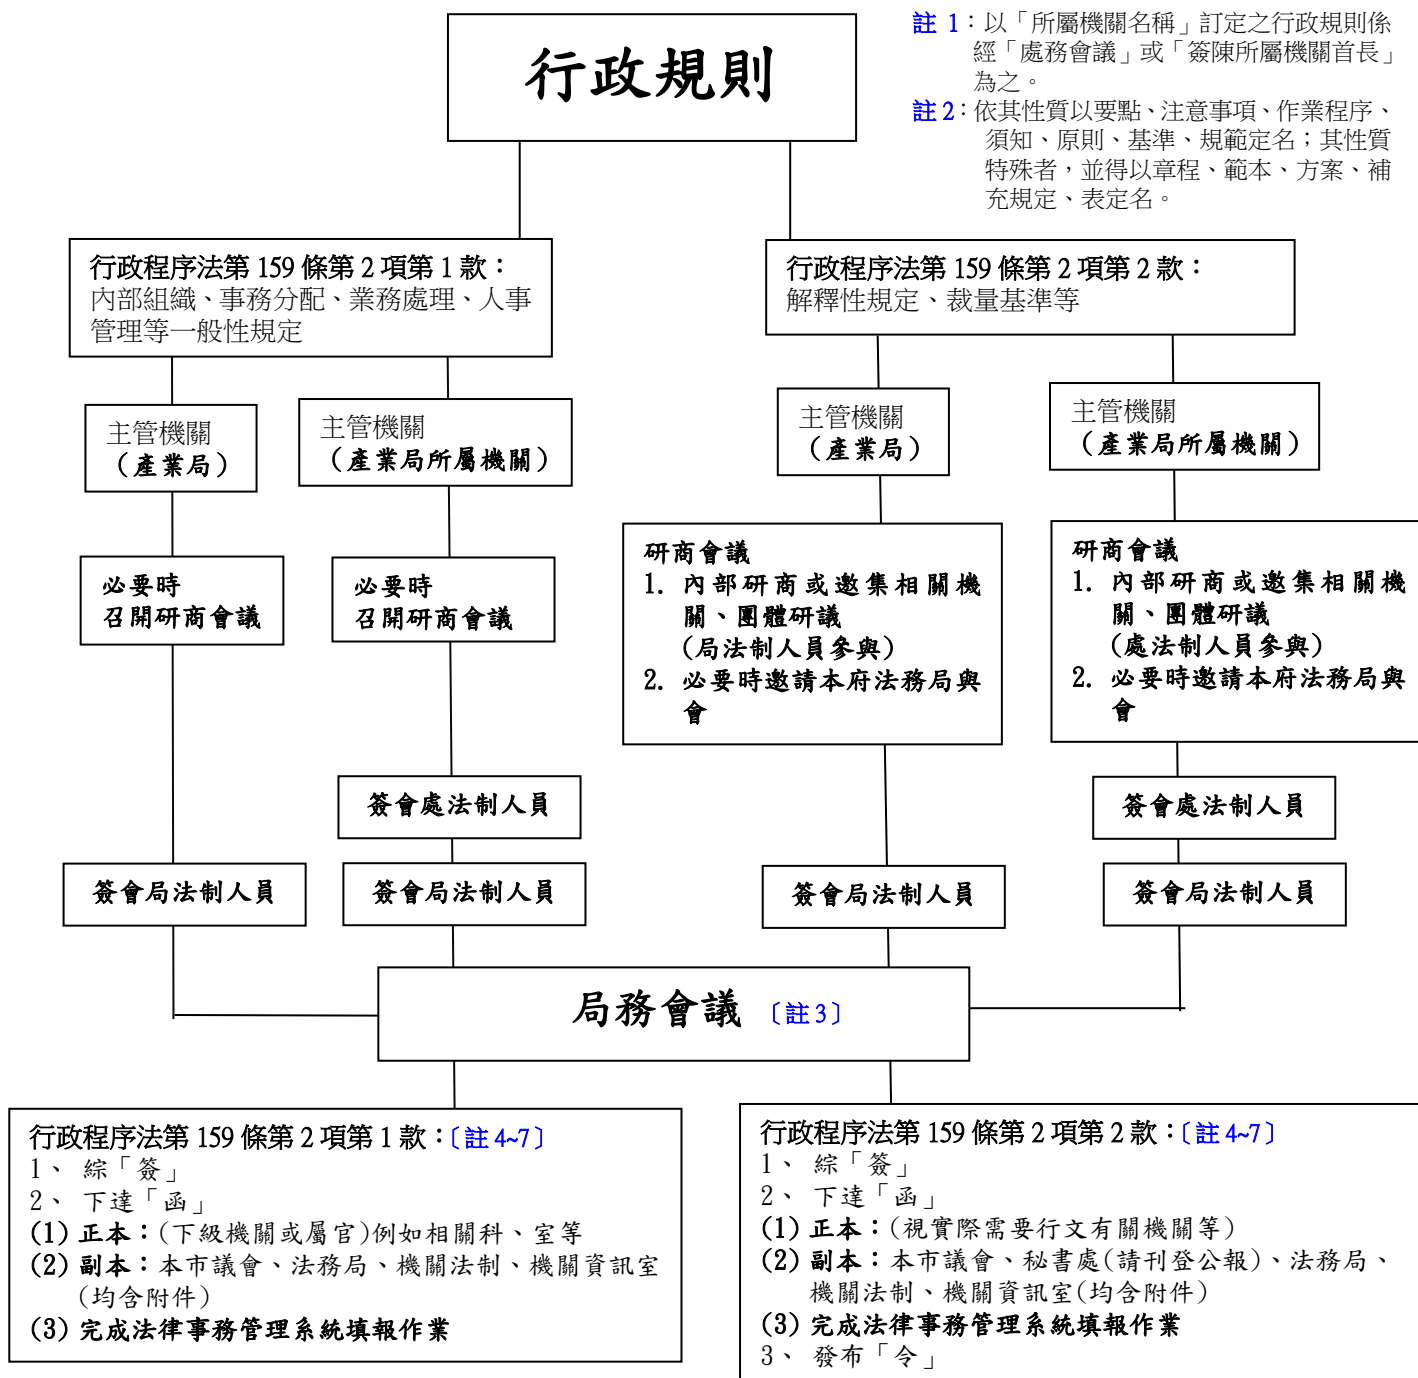 行政規則
註 1：以「所屬機關名稱」訂定之行政規則係
經「處務會議」或「簽陳所屬機關首長」
為之。
註 2：依其性質以要點、注意事項、作業程序、
須知、原則、基準、規範定名；其性質
特殊者，並得以章程、範本、方案、補
充規定、表定名。
行政程序法第 159 條第 2 項第 1 款：
內部組織、事務分配、業務處理、人事
管理等一般性規定
行政程序法第 159 條第 2 項第 2 款：
解釋性規定、裁量基準等
主管機關
（產業局）
主管機關
（產業局所屬機關）
主管機關
（產業局）
主管機關
（產業局所屬機關）
必要時
召開研商會議
必要時
召開研商會議
研商會議
1. 內部研商或邀集相關機
關、團體研議
(局法制人員參與)
2. 必要時邀請本府法務局與
會
研商會議
1. 內部研商或邀集相關機
關、團體研議
(處法制人員參與)
2. 必要時邀請本府法務局與
會
簽會處法制人員
簽會處法制人員
簽會局法制人員
簽會局法制人員
簽會局法制人員
簽會局法制人員
局務會議 〔註 3〕
行政程序法第 159 條第 2 項第 1 款：〔註 4~7〕
1、 綜「簽」
2、 下達「函」
(1) 正本：(下級機關或屬官)例如相關科、室等
(2) 副本：本市議會、法務局、機關法制、機關資訊室
(均含附件)
(3) 完成法律事務管理系統填報作業
行政程序法第 159 條第 2 項第 2 款：〔註 4~7〕
1、 綜「簽」
2、 下達「函」
(1) 正本：(視實際需要行文有關機關等)
(2) 副本：本市議會、秘書處(請刊登公報)、法務局、
機關法制、機關資訊室(均含附件)
(3) 完成法律事務管理系統填報作業
3、 發布「令」